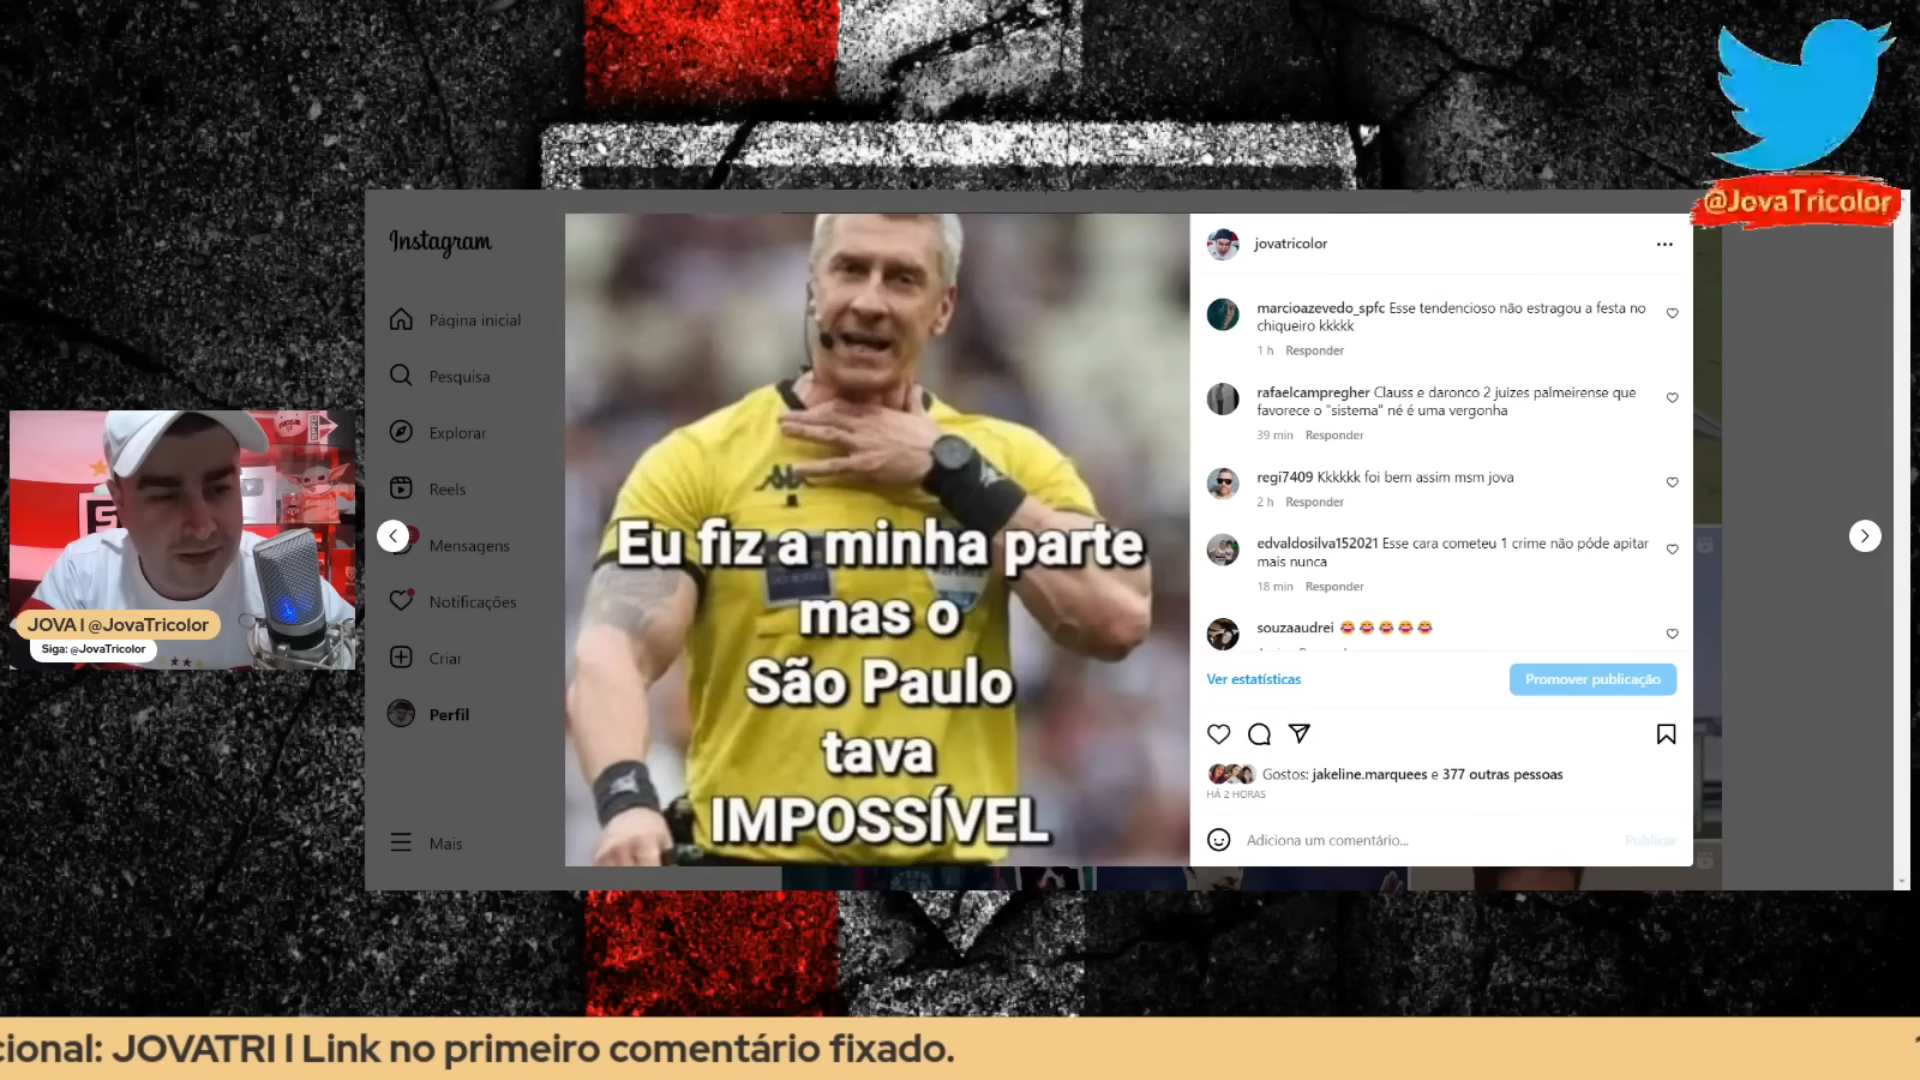 @JovaTricolor
Instagram
Página inicial
Pesquisa
Explorar
Reels
Mensagens
Notificações
Criar
Perfil
Mais
JOVA | @JovaTricolor
Siga: @JovaTricolor
Eu fiz a minha parte
mas o
São Paulo
tava
IMPOSSÍVEL
jovatricolor
marcioazevedo_spfc Esse tendencioso não estragou a festa no
chiqueiro kkkkk
1 h Responder
rafaelcampregher Clauss e daronco 2 juizes palmeirense que
favorece o "sistema" né é uma vergonha
39 min Responder
regi7409 Kkkkkk foi bem assim msm jova
2 h Responder
edvaldosilva152021 Esse cara cometeu 1 crime não póde apitar
mais nunca
18 min Responder
souzaaudrei 😂😂😂😂😂
Ver estatísticas
Promover publicação
Gostos: jakeline.marquees e 377 outras pessoas
HÁ 2 HORAS
Adiciona um comentário...
Publicar
cional: JOVATRI | Link no primeiro comentário fixado.